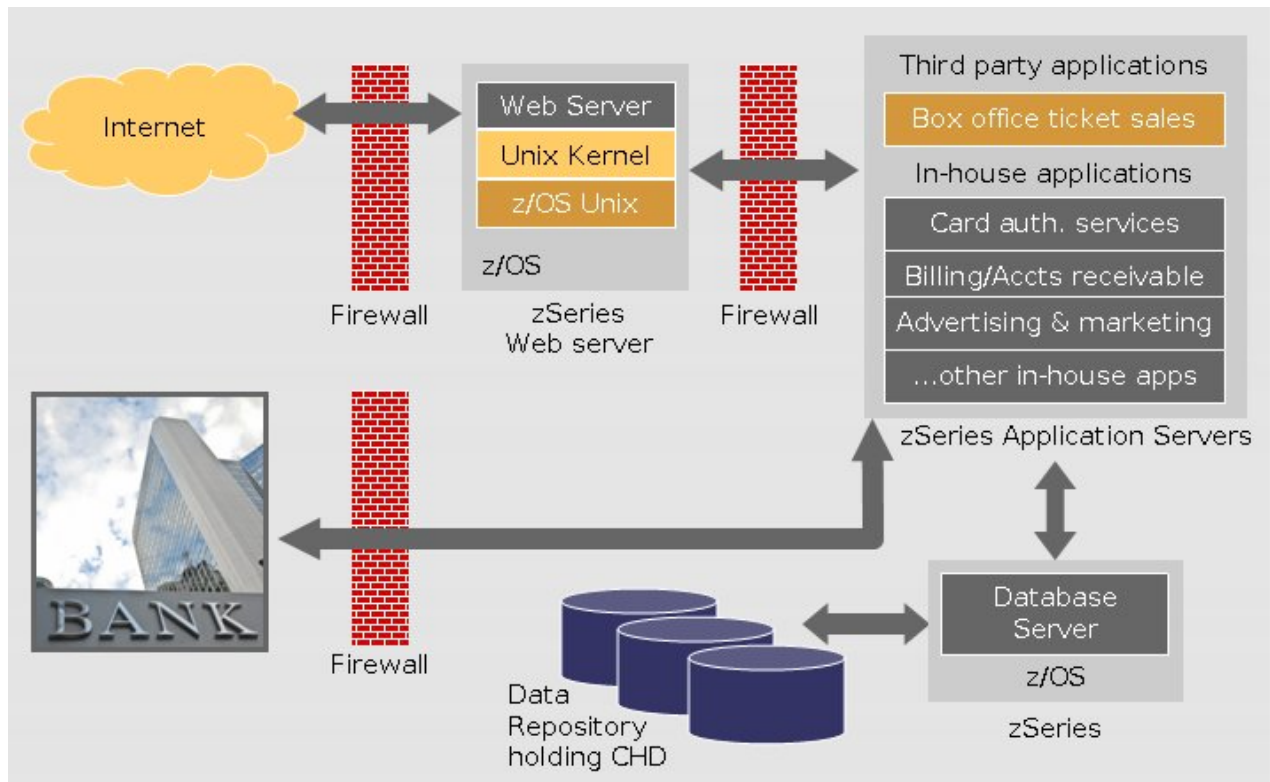 Internet
Firewall
Web Server
Unix Kernel
z/OS Unix
z/OS
zSeries
Web server
Firewall
Third party applications
Box office ticket sales
In-house applications
Card auth. services
Billing/Accts receivable
Advertising & marketing
...other in-house apps
zSeries Application Servers
BANK
Firewall
Data
Repository
holding CHD
Database
Server
z/OS
zSeries